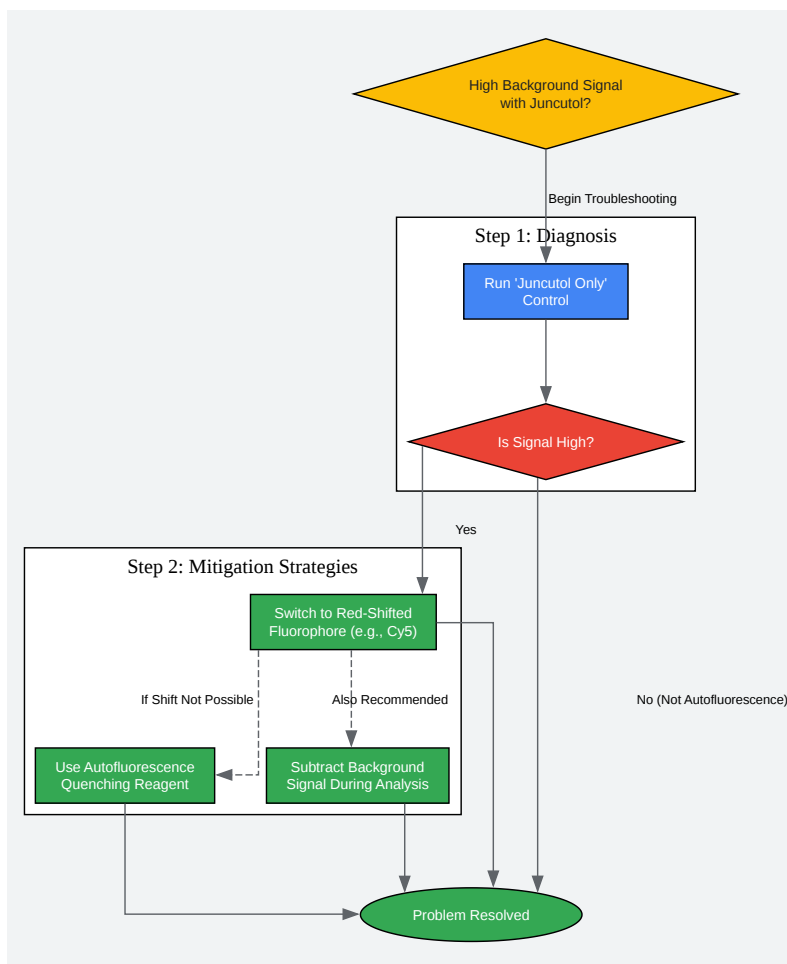 High Background Signal
with Juncutol?
Begin Troubleshooting
Step 1: Diagnosis
Run 'Juncutol Only'
Control
Is Signal High?
Yes
Step 2: Mitigation Strategies
Switch to Red-Shifted
Fluorophore (e.g., Cy5)
If Shift Not Possible
Also Recommended
No (Not Autofluorescence)
Use Autofluorescence
Quenching Reagent
Subtract Background
Signal During Analysis
Problem Resolved